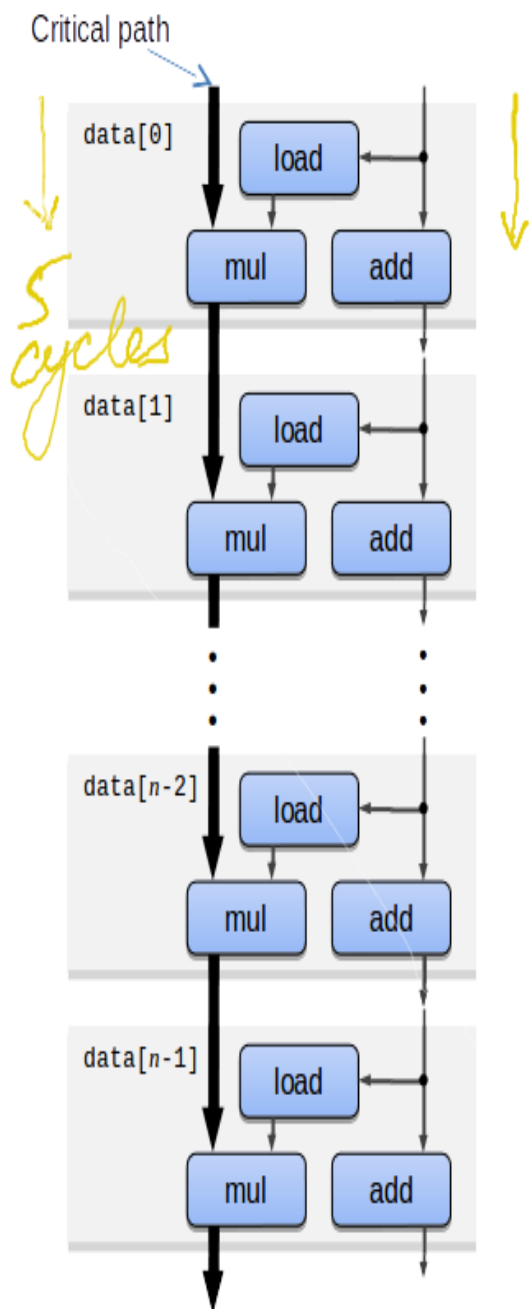 Critical path
data[0]
load
mul
add
5
cycles
data[1]
load
mul
add
data[n-2]
load
mul
add
data[n-1]
load
mul
add